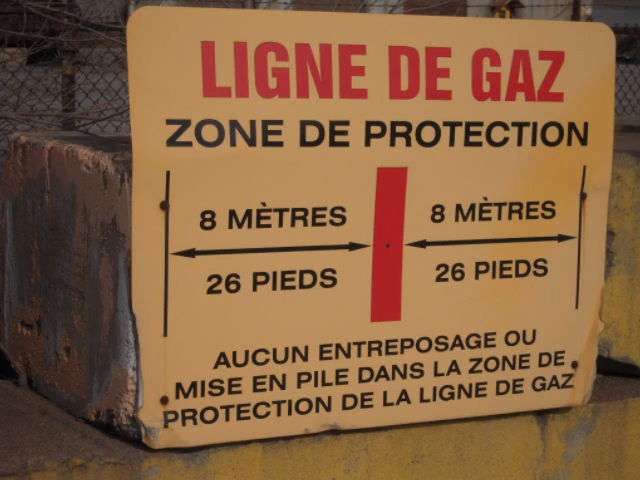 LIGNE DE GAZ
ZONE DE PROTECTION
8 MÈTRES 8 MÈTRES
26 PIEDS 26 PIEDS
AUCUN ENTREPOSAGE OU
MISE EN PILE DANS LA ZONE DE
PROTECTION DE LA LIGNE DE GAZ